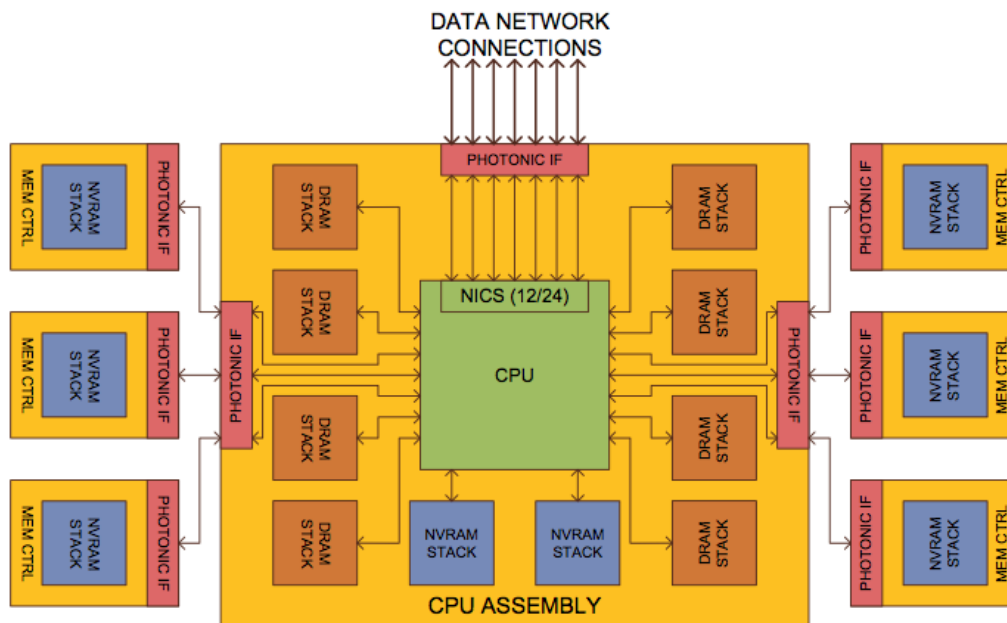 DATA NETWORK
CONNECTIONS
PHOTONIC IF
MEM CTRL
NVRAM
STACK
PHOTONIC IF
MEM CTRL
NVRAM
STACK
PHOTONIC IF
MEM CTRL
NVRAM
STACK
PHOTONIC IF
PHOTONIC IF
DRAM
STACK
DRAM
STACK
DRAM
STACK
DRAM
STACK
NICS (12/24)
CPU
NVRAM
STACK
NVRAM
STACK
DRAM
STACK
DRAM
STACK
DRAM
STACK
DRAM
STACK
PHOTONIC IF
CPU ASSEMBLY
PHOTONIC IF
NVRAM
STACK
MEM CTRL
PHOTONIC IF
NVRAM
STACK
MEM CTRL
PHOTONIC IF
NVRAM
STACK
MEM CTRL